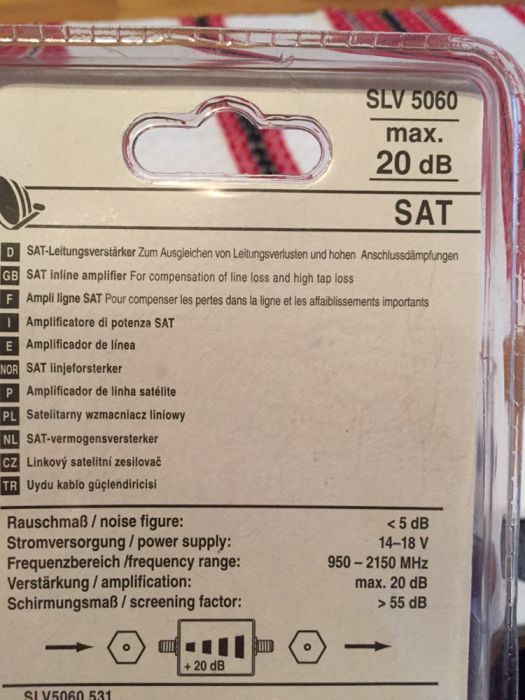 SLV 5060
max.
20 dB
SAT
D SAT-Leitungsverstärker Zum Ausgleichen von Leitungsverlusten und hohen Anschlussdämpfungen
GB SAT inline amplifier For compensation of line loss and high tap loss
F Ampli ligne SAT Pour compenser les pertes dans la ligne et les affaiblissements importants
I Amplificatore di potenza SAT
E Amplificador de línea
NOR SAT linjeforsterker
P Amplificador de linha satélite
PL Satelitarny wzmacniacz liniowy
NL SAT-vermogensversterker
CZ Linkový satelitní zesilovač
TR Uydu kablo güçlendiricisi
Rauschmaß / noise figure: < 5 dB
Stromversorgung / power supply: 14–18 V
Frequenzbereich /frequency range: 950 – 2150 MHz
Verstärkung / amplification: max. 20 dB
Schirmungsmaß / screening factor: > 55 dB
+ 20 dB
SLV5060 531